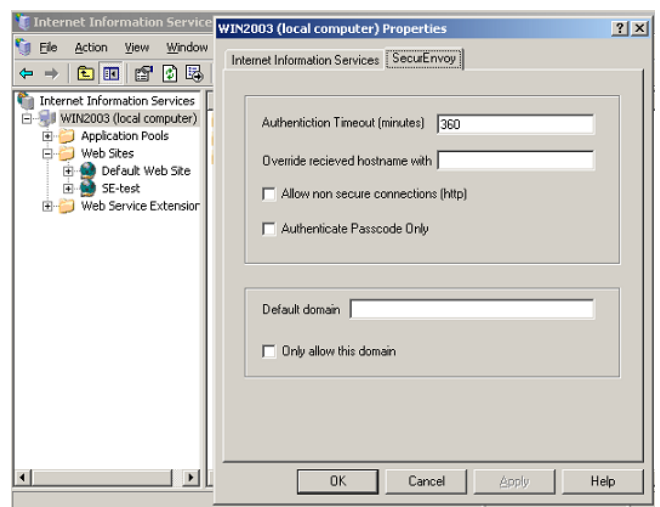 Internet Information Service
File Action View Window
Internet Information Services
WIN2003 (local computer)
Application Pools
Web Sites
Default Web Site
SE-test
Web Service Extension
WIN2003 (local computer) Properties
Internet Information Services SecurEnvoy
Authentiction Timeout (minutes) 360
Override recieved hostname with
Allow non secure connections (http)
Authenticate Passcode Only
Default domain
Only allow this domain
OK Cancel Apply Help